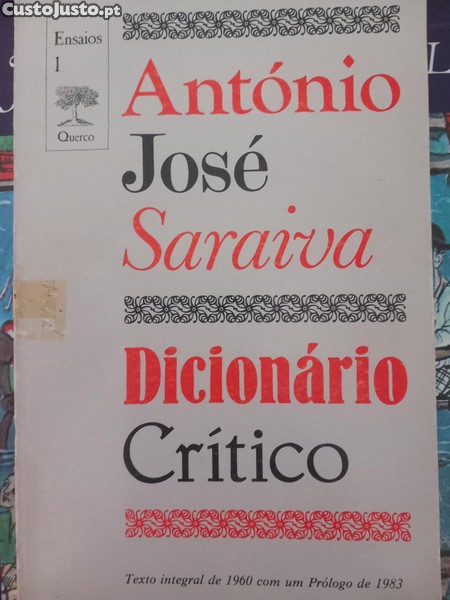 CustoJusto.pt
Ensaios
1
Querco
António
José
Saraiva
Dicionário
Crítico
Texto integral de 1960 com um Prólogo de 1983